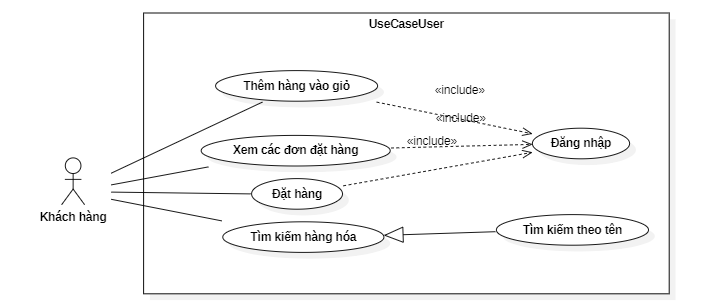 UseCaseUser
Thêm hàng vào giỏ
«include»
«include»
Xem các đơn đặt hàng
«include»
Đăng nhập
Đặt hàng
Khách hàng
Tìm kiếm hàng hóa
Tìm kiếm theo tên